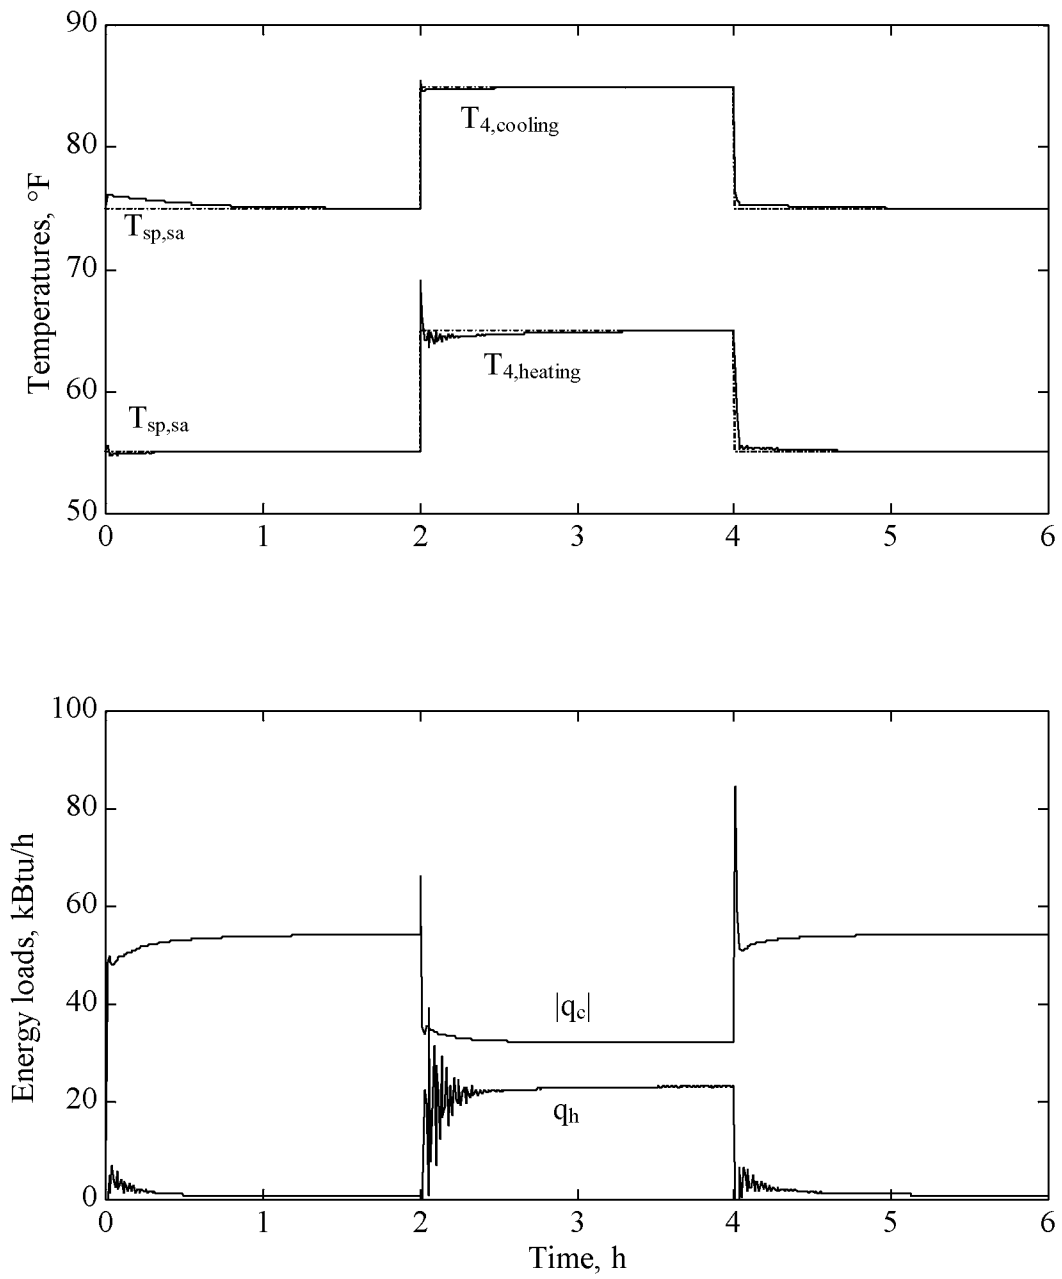 90
80
70
60
50
Temperatures, °F
T4,cooling
Tsp,sa
T4,heating
Tsp,sa
0 1 2 3 4 5 6
100
80
60
40
20
0
Energy loads, kBtu/h
|qc|
qh
0 1 2 3 4 5 6
Time, h